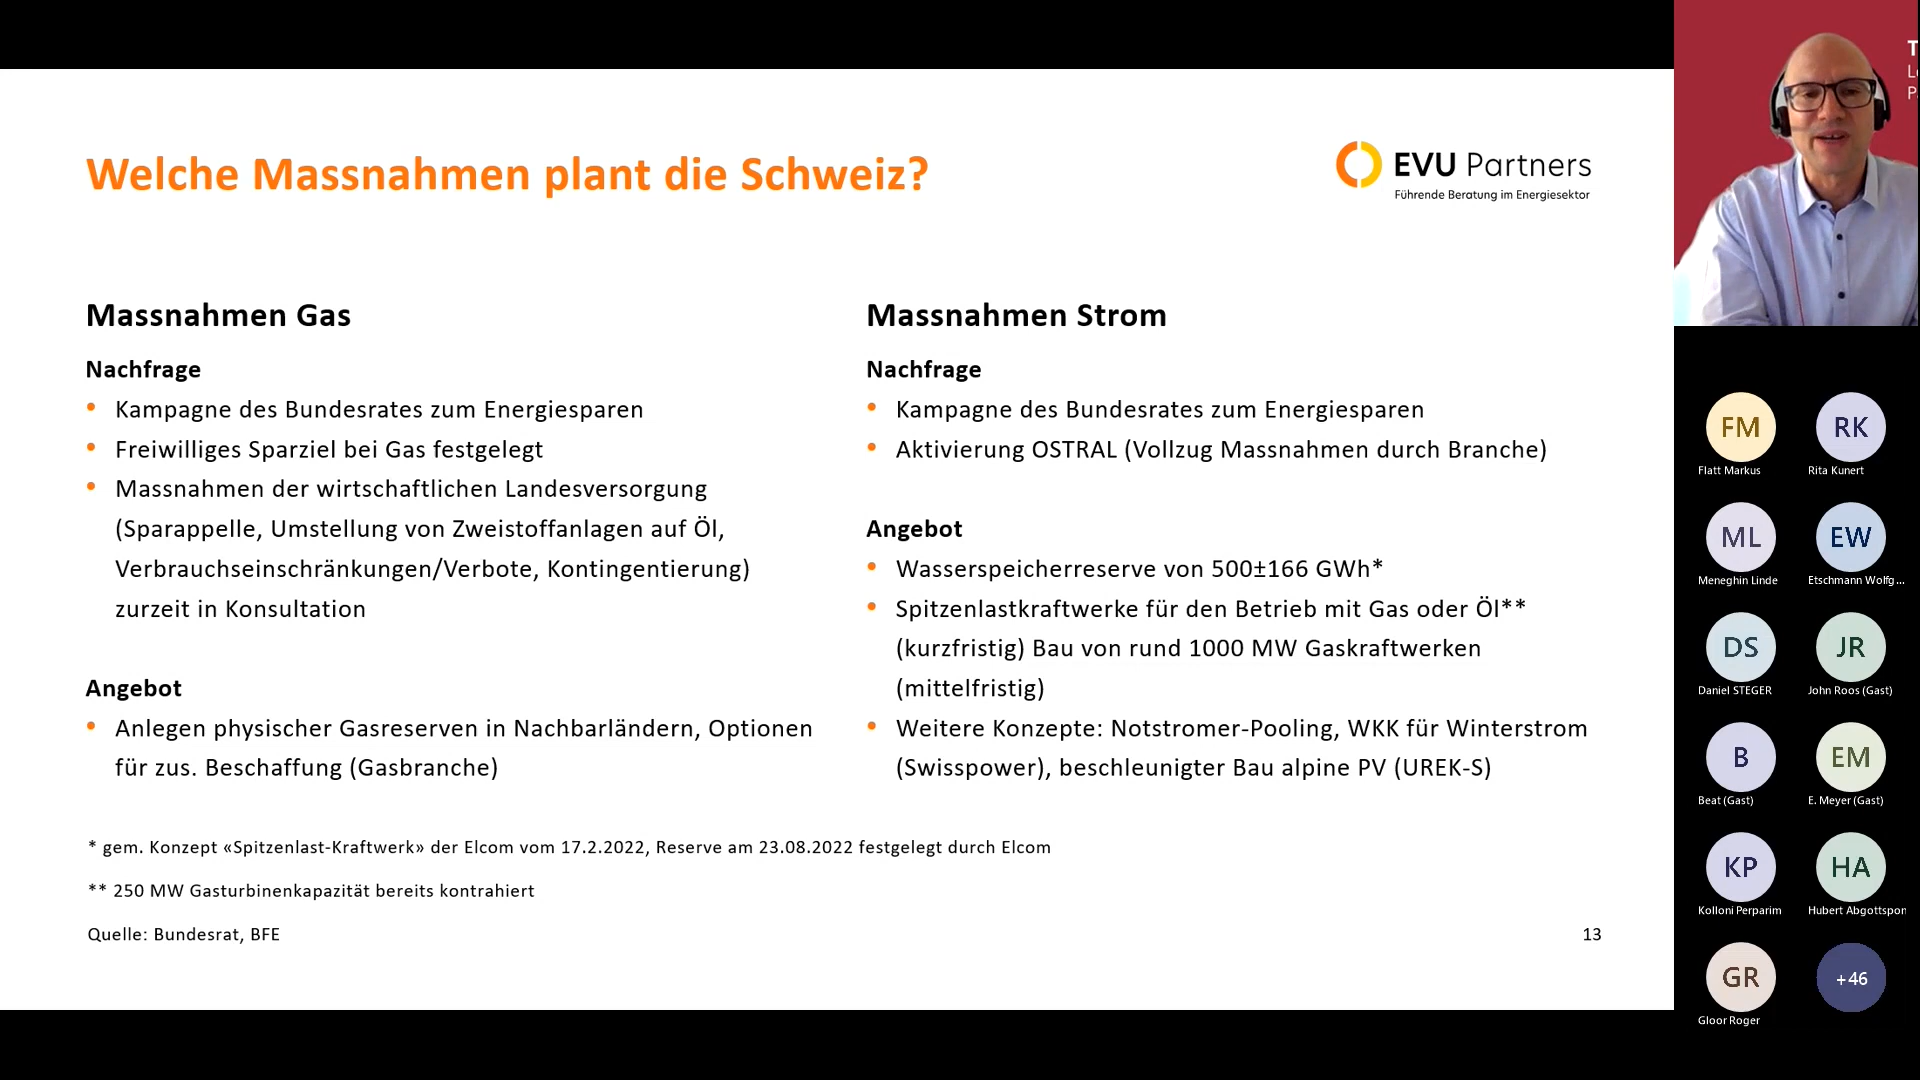 Welche Massnahmen plant die Schweiz?
EVU Partners
Führende Beratung im Energiesektor
Massnahmen Gas
Nachfrage
• Kampagne des Bundesrates zum Energiesparen
• Freiwilliges Sparziel bei Gas festgelegt
• Massnahmen der wirtschaftlichen Landesversorgung
(Sparappelle, Umstellung von Zweistoffanlagen auf Öl,
Verbrauchseinschränkungen/Verbote, Kontingentierung)
zurzeit in Konsultation
Angebot
• Anlegen physischer Gasreserven in Nachbarländern, Optionen
für zus. Beschaffung (Gasbranche)
Massnahmen Strom
Nachfrage
• Kampagne des Bundesrates zum Energiesparen
• Aktivierung OSTRAL (Vollzug Massnahmen durch Branche)
Angebot
• Wasserspeicherreserve von 500±166 GWh*
• Spitzenlastkraftwerke für den Betrieb mit Gas oder Öl**
(kurzfristig) Bau von rund 1000 MW Gaskraftwerken
(mittelfristig)
• Weitere Konzepte: Notstromer-Pooling, WKK für Winterstrom
(Swisspower), beschleunigter Bau alpine PV (UREK-S)
* gem. Konzept «Spitzenlast-Kraftwerk» der Elcom vom 17.2.2022, Reserve am 23.08.2022 festgelegt durch Elcom
** 250 MW Gasturbinenkapazität bereits kontrahiert
Quelle: Bundesrat, BFE
13
T
L
P
FM
Flatt Markus
RK
Rita Kunert
ML
Meneghin Linde
EW
Etschmann Wolfg...
DS
Daniel STEGER
JR
John Roos (Gast)
B
Beat (Gast)
EM
E. Meyer (Gast)
KP
Kolloni Perparim
HA
Hubert Abgottspon
GR
Gloor Roger
+46